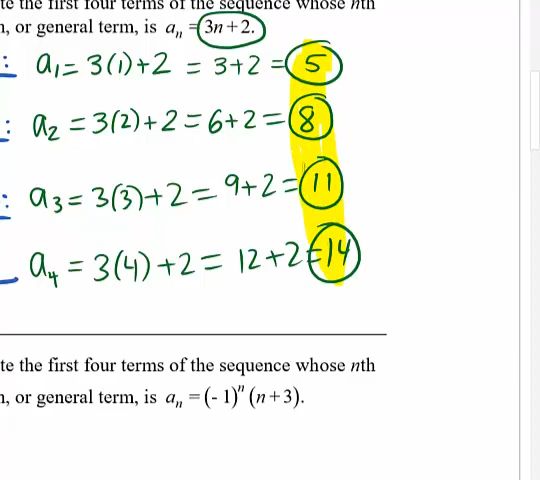 te the first four terms of the sequence whose nth
, or general term, is aₙ = 3n+2.
: a₁ = 3(1)+2 = 3+2 = 5
: a₂ = 3(2)+2 = 6+2 = 8
: a₃ = 3(3)+2 = 9+2 = 11
a₄ = 3(4)+2 = 12+2 = 14
te the first four terms of the sequence whose nth
, or general term, is aₙ = (- 1)ⁿ (n+3).